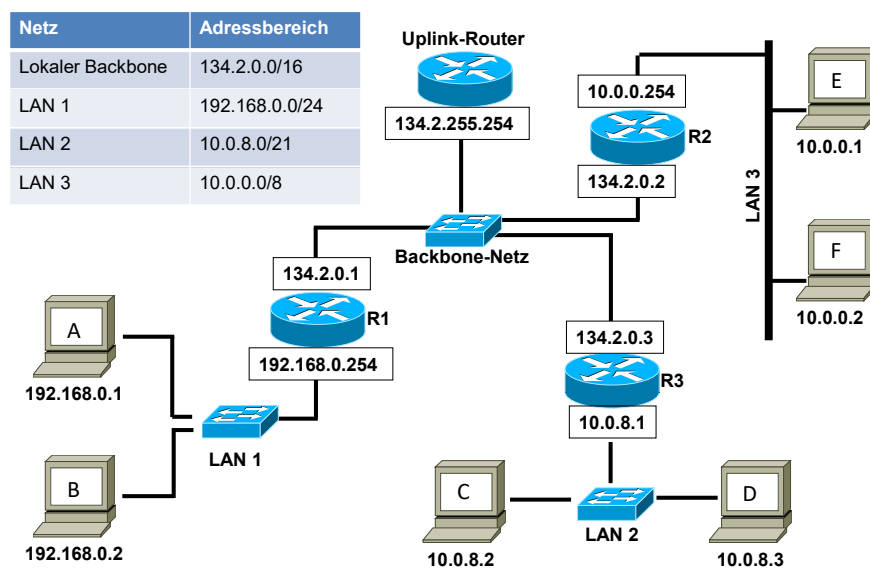 Netz Adressbereich
Lokaler Backbone 134.2.0.0/16
LAN 1 192.168.0.0/24
LAN 2 10.0.8.0/21
LAN 3 10.0.0.0/8
Uplink-Router
134.2.255.254
10.0.0.254
R2
134.2.0.2
E
10.0.0.1
LAN 3
F
10.0.0.2
Backbone-Netz
134.2.0.1
R1
192.168.0.254
A
192.168.0.1
LAN 1
B
192.168.0.2
134.2.0.3
R3
10.0.8.1
C
10.0.8.2
LAN 2
D
10.0.8.3